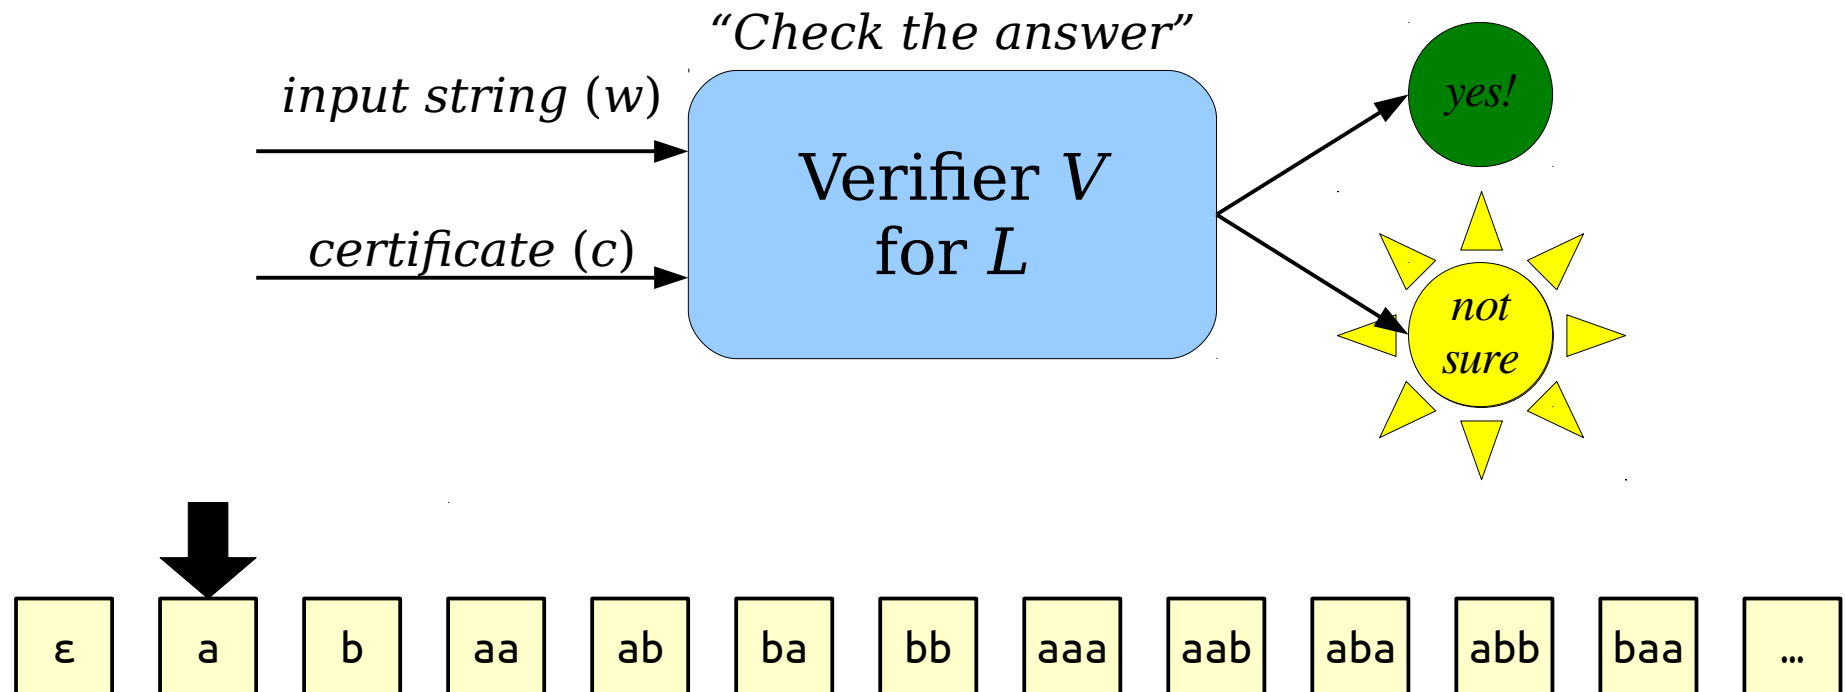 “Check the answer”
input string (w)
certificate (c)
Verifier V
for L
yes!
not
sure
ε a b aa ab ba bb aaa aab aba abb baa …